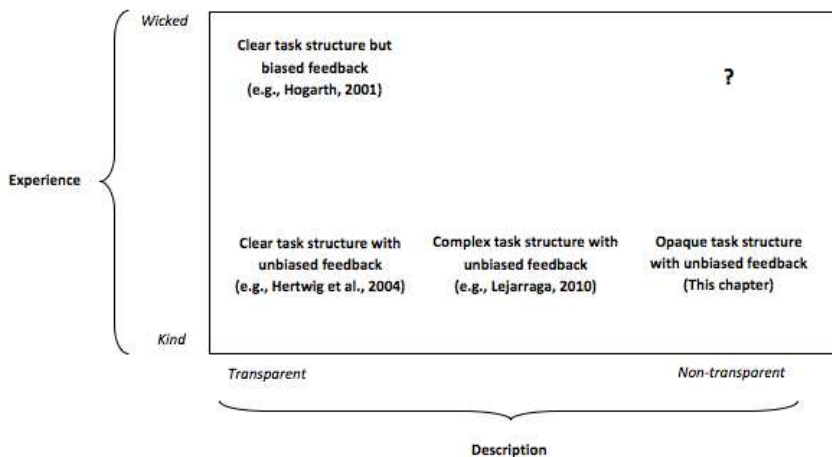 Wicked
Clear task structure but
biased feedback
(e.g., Hogarth, 2001)
?
Experience
Clear task structure with
unbiased feedback
(e.g., Hertwig et al., 2004)
Complex task structure with
unbiased feedback
(e.g., Lejarraga, 2010)
Opaque task structure
with unbiased feedback
(This chapter)
Kind
Transparent
Non-transparent
Description